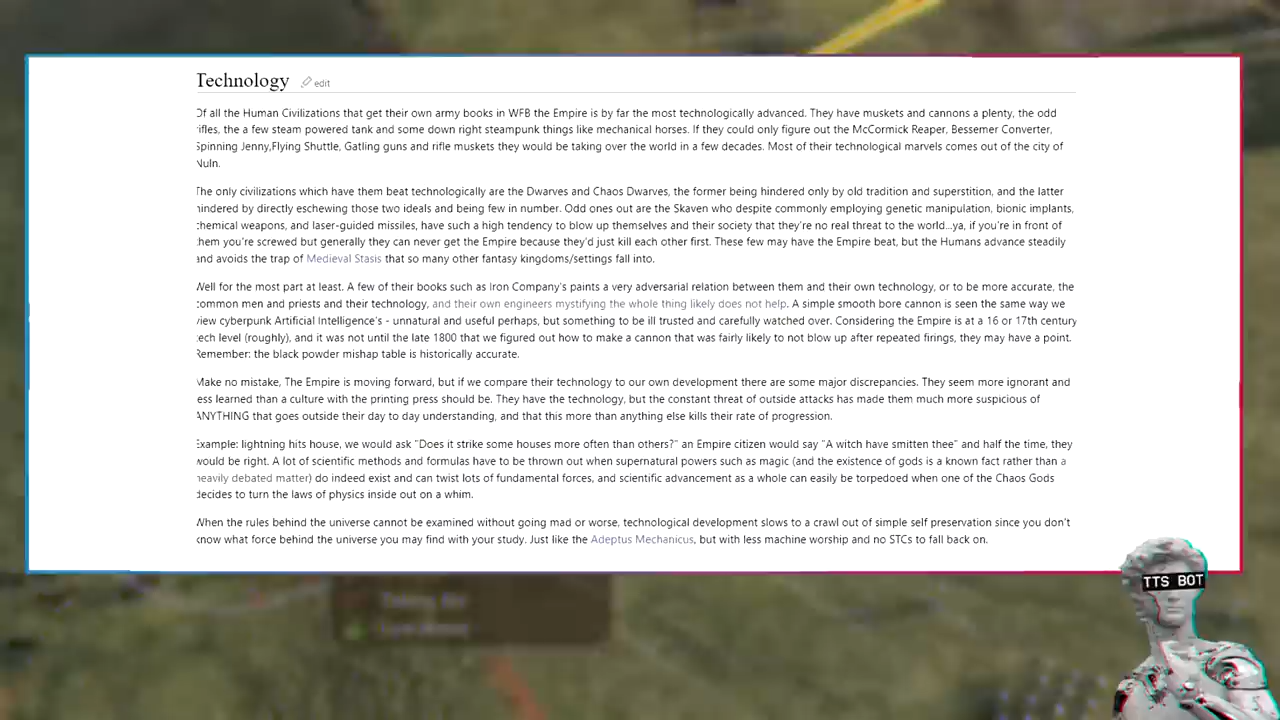 Technology edit
Of all the Human Civilizations that get their own army books in WFB the Empire is by far the most technologically advanced. They have muskets and cannons a plenty, the odd
rifles, the a few steam powered tank and some down right steampunk things like mechanical horses. If they could only figure out the McCormick Reaper, Bessemer Converter,
Spinning Jenny,Flying Shuttle, Gatling guns and rifle muskets they would be taking over the world in a few decades. Most of their technological marvels comes out of the city of
Nuln.
The only civilizations which have them beat technologically are the Dwarves and Chaos Dwarves, the former being hindered only by old tradition and superstition, and the latter
hindered by directly eschewing those two ideals and being few in number. Odd ones out are the Skaven who despite commonly employing genetic manipulation, bionic implants,
chemical weapons, and laser-guided missiles, have such a high tendency to blow up themselves and their society that they're no real threat to the world...ya, if you're in front of
them you're screwed but generally they can never get the Empire because they'd just kill each other first. These few may have the Empire beat, but the Humans advance steadily
and avoids the trap of Medieval Stasis that so many other fantasy kingdoms/settings fall into.
Well for the most part at least. A few of their books such as Iron Company's paints a very adversarial relation between them and their own technology, or to be more accurate, the
common men and priests and their technology, and their own engineers mystifying the whole thing likely does not help. A simple smooth bore cannon is seen the same way we
view cyberpunk Artificial Intelligence's - unnatural and useful perhaps, but something to be ill trusted and carefully watched over. Considering the Empire is at a 16 or 17th century
tech level (roughly), and it was not until the late 1800 that we figured out how to make a cannon that was fairly likely to not blow up after repeated firings, they may have a point.
Remember: the black powder mishap table is historically accurate.
Make no mistake, The Empire is moving forward, but if we compare their technology to our own development there are some major discrepancies. They seem more ignorant and
less learned than a culture with the printing press should be. They have the technology, but the constant threat of outside attacks has made them much more suspicious of
ANYTHING that goes outside their day to day understanding, and that this more than anything else kills their rate of progression.
Example: lightning hits house, we would ask "Does it strike some houses more often than others?" an Empire citizen would say "A witch have smitten thee" and half the time, they
would be right. A lot of scientific methods and formulas have to be thrown out when supernatural powers such as magic (and the existence of gods is a known fact rather than a
heavily debated matter) do indeed exist and can twist lots of fundamental forces, and scientific advancement as a whole can easily be torpedoed when one of the Chaos Gods
decides to turn the laws of physics inside out on a whim.
When the rules behind the universe cannot be examined without going mad or worse, technological development slows to a crawl out of simple self preservation since you don't
know what force behind the universe you may find with your study. Just like the Adeptus Mechanicus, but with less machine worship and no STCs to fall back on.
TTS BOT